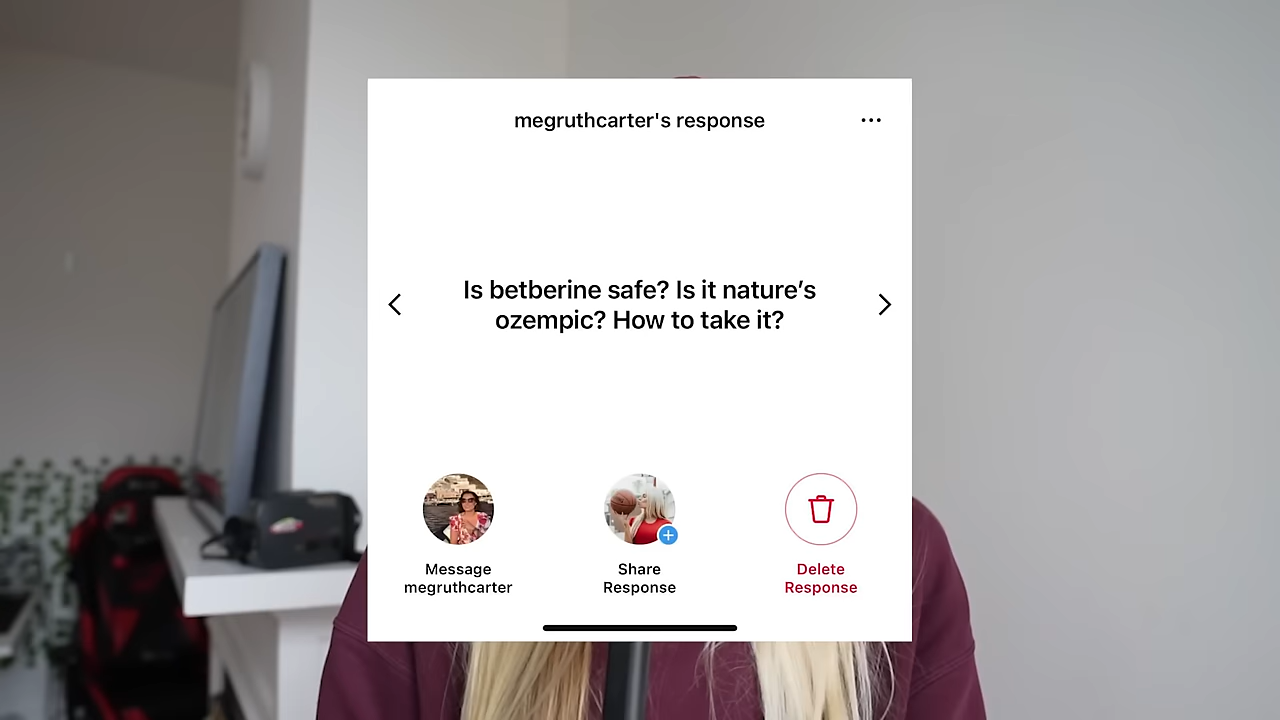 megruthcarter's response
Is betberine safe? Is it nature's
ozempic? How to take it?
Message
megruthcarter
Share
Response
Delete
Response